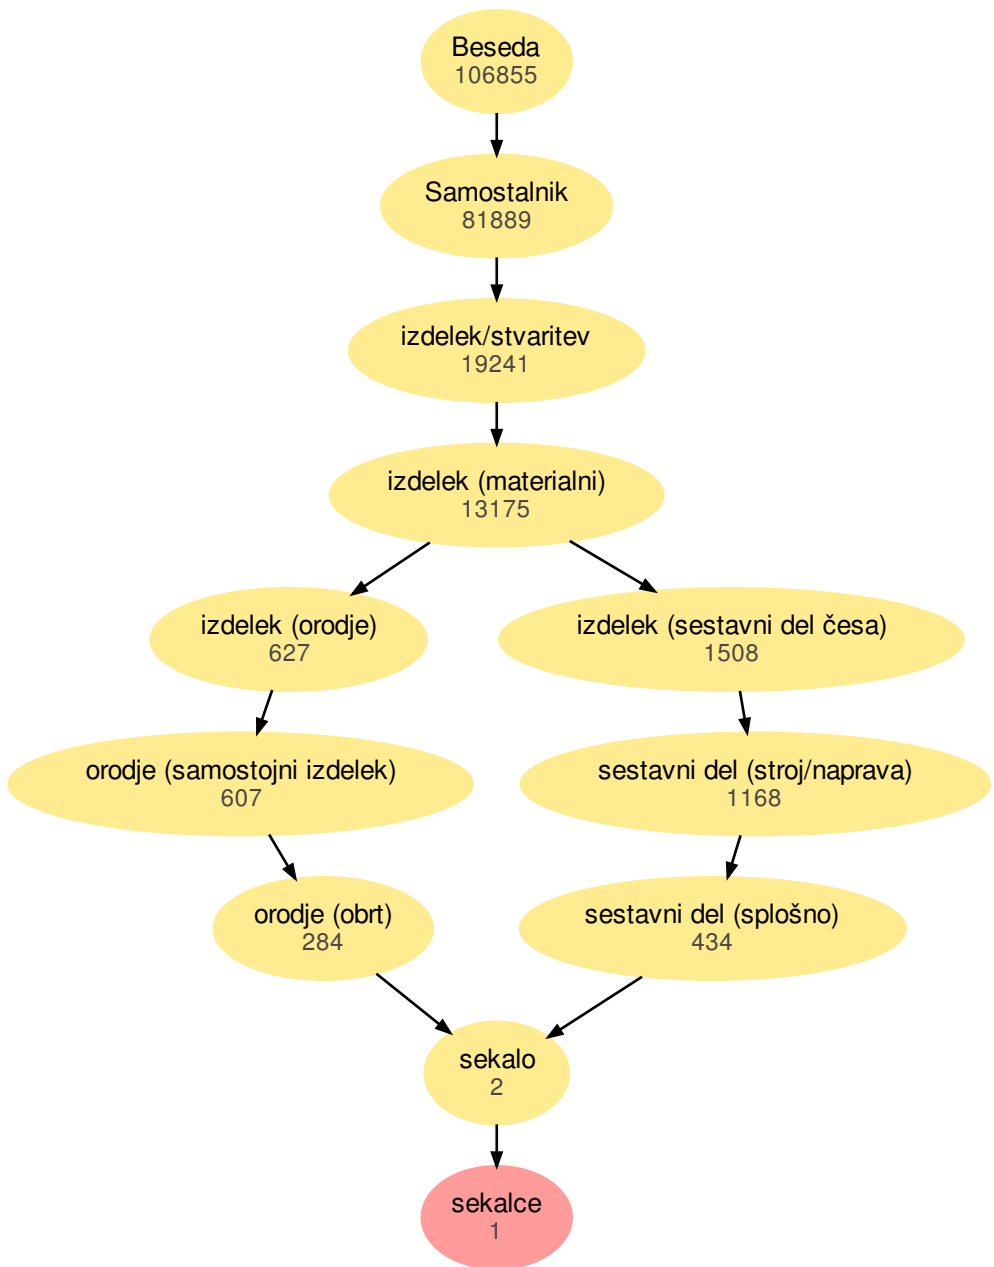 Beseda
106855
Samostalnik
81889
izdelek/stvaritev
19241
izdelek (materialni)
13175
izdelek (orodje)
627
izdelek (sestavni del česa)
1508
orodje (samostojni izdelek)
607
sestavni del (stroj/naprava)
1168
orodje (obrt)
284
sestavni del (splošno)
434
sekalo
2
sekalce
1